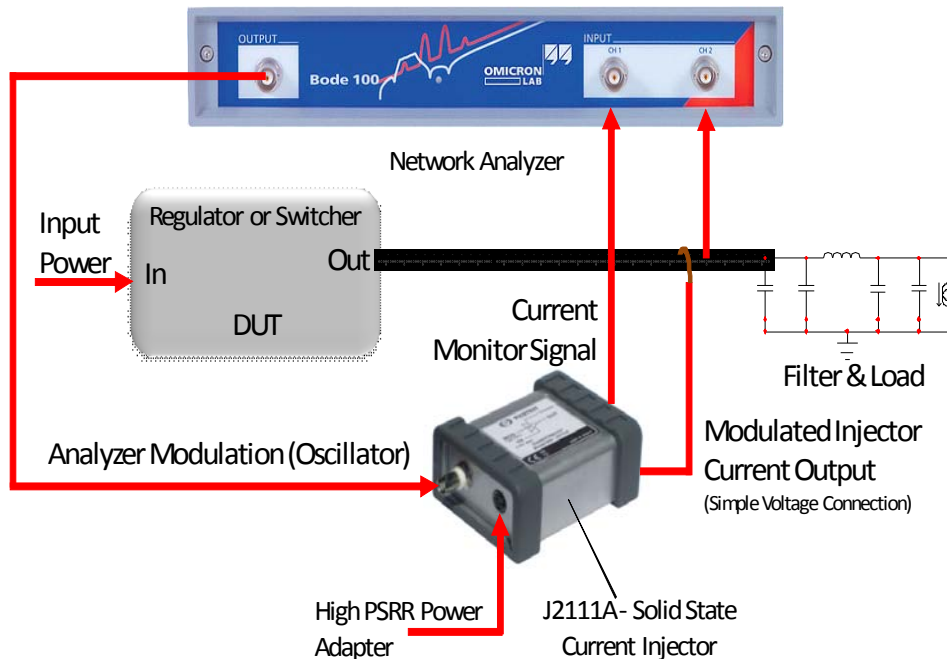 OUTPUT
INPUT
CH 1
CH 2
Bode 100
OMICRON
LAB
Network Analyzer
Input
Power
Regulator or Switcher
In
Out
DUT
Current
Monitor Signal
Filter & Load
Analyzer Modulation (Oscillator)
Modulated Injector
Current Output
(Simple Voltage Connection)
High PSRR Power
Adapter
J2111A - Solid State
Current Injector